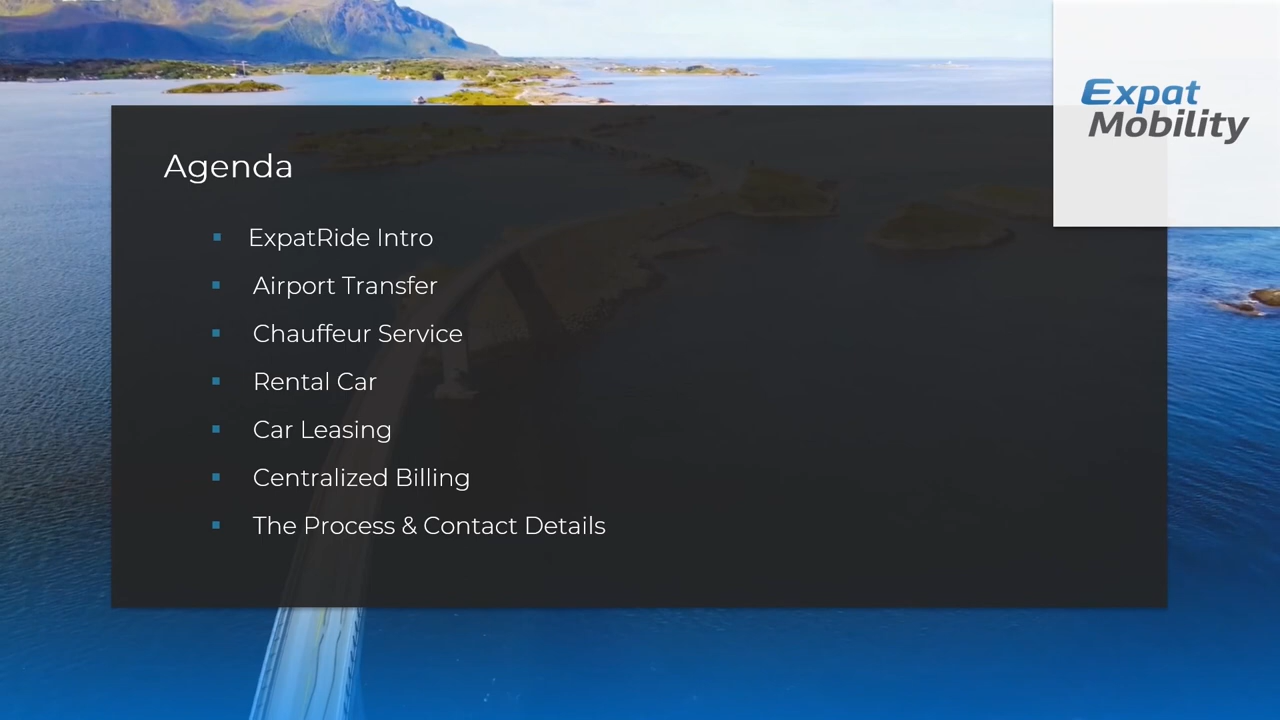 Expat
Mobility
Agenda
ExpatRide Intro
Airport Transfer
Chauffeur Service
Rental Car
Car Leasing
Centralized Billing
The Process & Contact Details